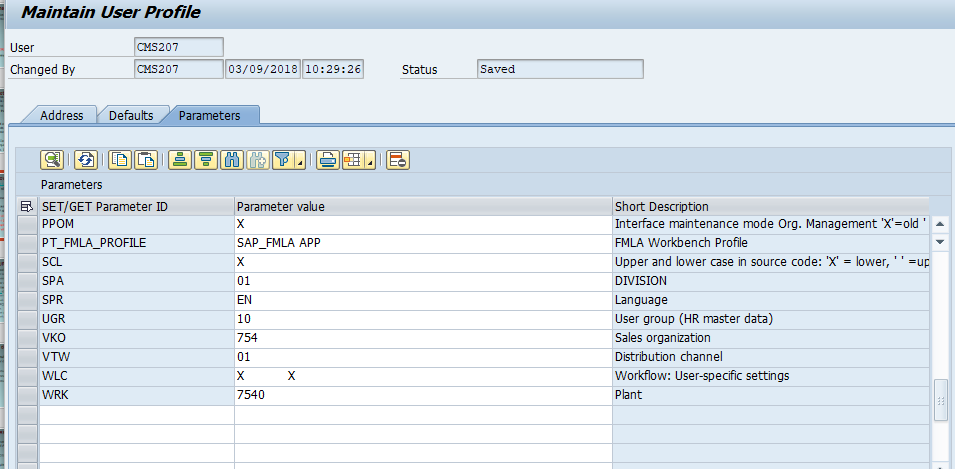 Maintain User Profile
User CMS207
Changed By CMS207 03/09/2018 10:29:26 Status Saved
Address Defaults Parameters
Parameters
SET/GET Parameter ID Parameter value Short Description
PPOM X Interface maintenance mode Org. Management 'X'=old '
PT_FMLA_PROFILE SAP_FMLA APP FMLA Workbench Profile
SCL X Upper and lower case in source code: 'X' = lower, ' ' =up
SPA 01 DIVISION
SPR EN Language
UGR 10 User group (HR master data)
VKO 754 Sales organization
VTW 01 Distribution channel
WLC X X Workflow: User-specific settings
WRK 7540 Plant